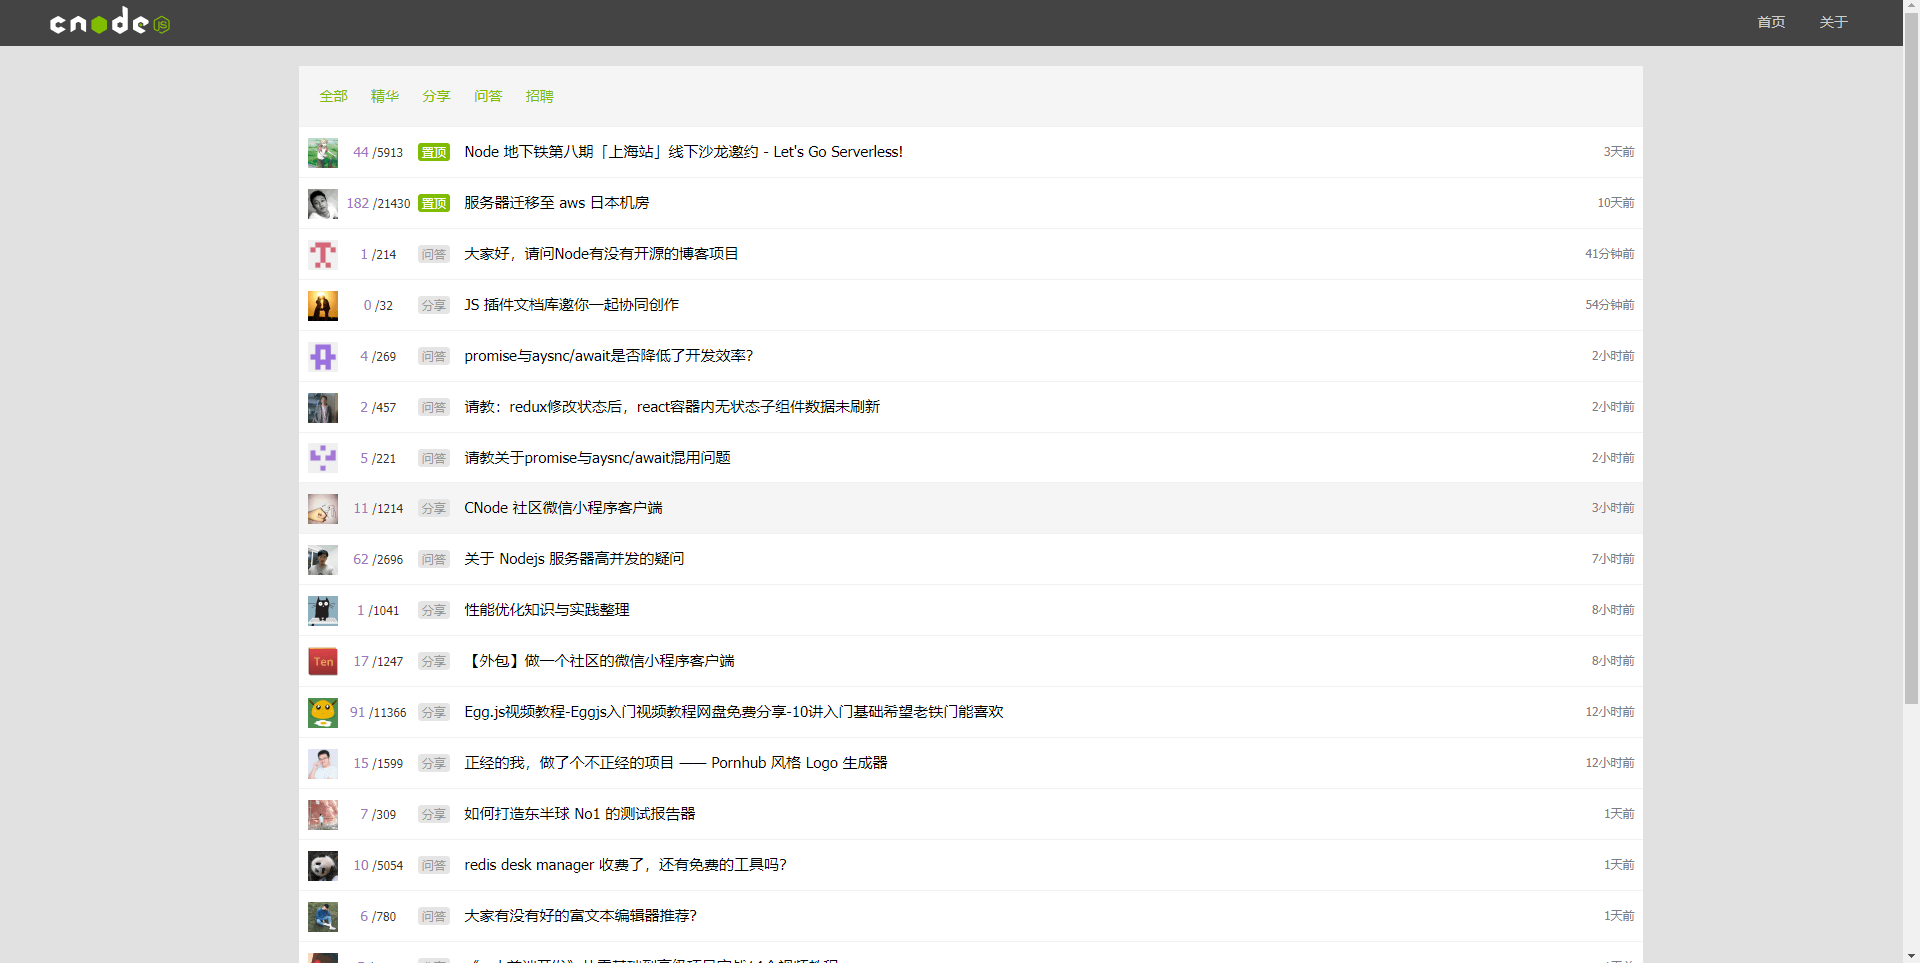 cnode JS 首页 关于
全部 精华 分享 问答 招聘
44 /5913 置顶 Node 地下铁第八期「上海站」线下沙龙邀约 - Let's Go Serverless! 3天前
182 /21430 置顶 服务器迁移至 aws 日本机房 10天前
1 /214 问答 大家好，请问Node有没有开源的博客项目 41分钟前
0 /32 分享 JS 插件文档库邀你一起协同创作 54分钟前
4 /269 问答 promise与aysnc/await是否降低了开发效率? 2小时前
2 /457 问答 请教：redux修改状态后，react容器内无状态子组件数据未刷新 2小时前
5 /221 问答 请教关于promise与aysnc/await混用问题 2小时前
11 /1214 分享 CNode 社区微信小程序客户端 3小时前
62 /2696 问答 关于 Nodejs 服务器高并发的疑问 7小时前
1 /1041 分享 性能优化知识与实践整理 8小时前
Ten 17 /1247 分享 【外包】做一个社区的微信小程序客户端 8小时前
91 /11366 分享 Egg.js视频教程-Eggjs入门视频教程网盘免费分享-10讲入门基础希望老铁门能喜欢 12小时前
15 /1599 分享 正经的我，做了个不正经的项目 —— Pornhub 风格 Logo 生成器 12小时前
7 /309 分享 如何打造东半球 No1 的测试报告器 1天前
10 /5054 问答 redis desk manager 收费了，还有免费的工具吗? 1天前
6 /780 问答 大家有没有好的富文本编辑器推荐? 1天前